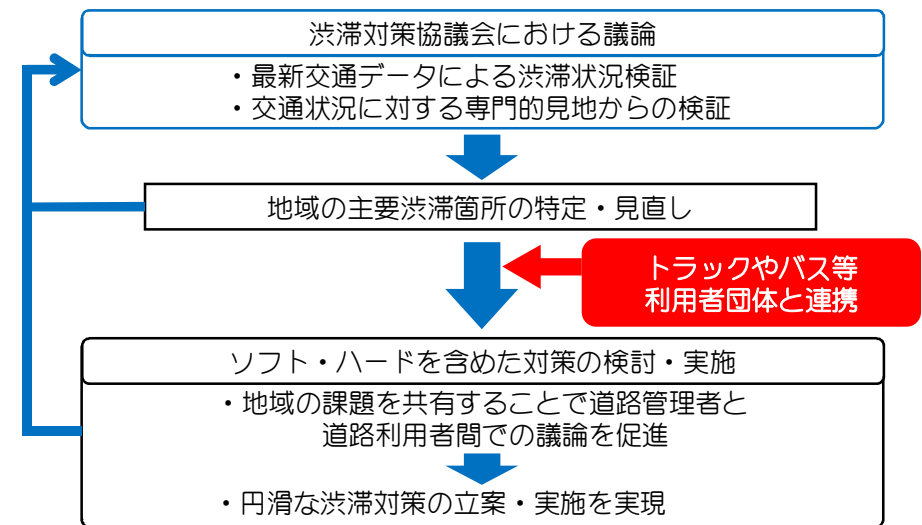 渋滞対策協議会における議論
・最新交通データによる渋滞状況検証
・交通状況に対する専門的見地からの検証
地域の主要渋滞箇所の特定・見直し
トラックやバス等
利用者団体と連携
ソフト・ハードを含めた対策の検討・実施
・地域の課題を共有することで道路管理者と
道路利用者間での議論を促進
・円滑な渋滞対策の立案・実施を実現